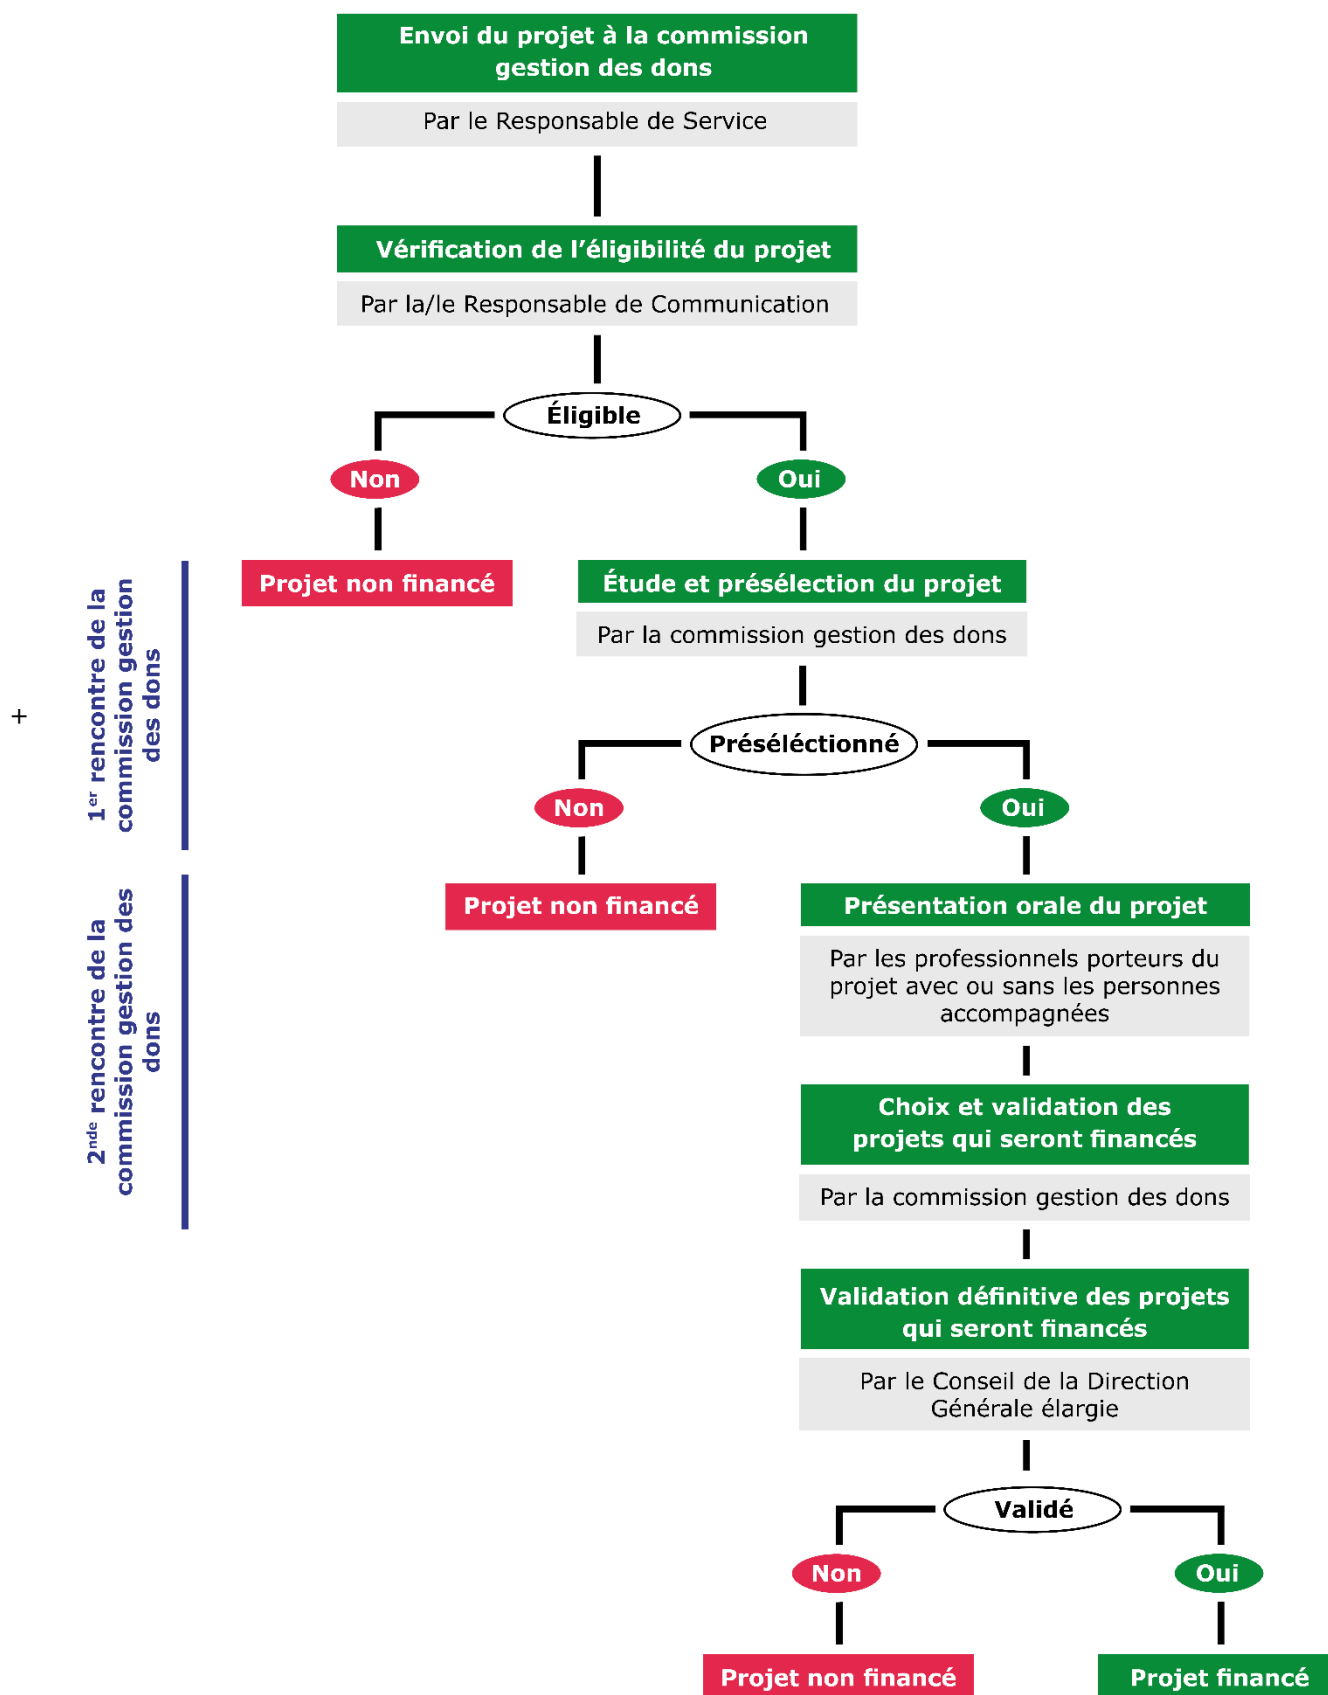 Envoi du projet à la commission
gestion des dons
Par le Responsable de Service
Vérification de l’éligibilité du projet
Par la/le Responsable de Communication
Éligible
Non
Oui
1er rencontre de la
commission gestion
des dons
Projet non financé
Étude et présélection du projet
Par la commission gestion des dons
+
Préséléctionné
Non
Oui
2nde rencontre de la
commission gestion des
dons
Projet non financé
Présentation orale du projet
Par les professionnels porteurs du
projet avec ou sans les personnes
accompagnées
Choix et validation des
projets qui seront financés
Par la commission gestion des dons
Validation définitive des projets
qui seront financés
Par le Conseil de la Direction
Générale élargie
Validé
Non
Oui
Projet non financé
Projet financé